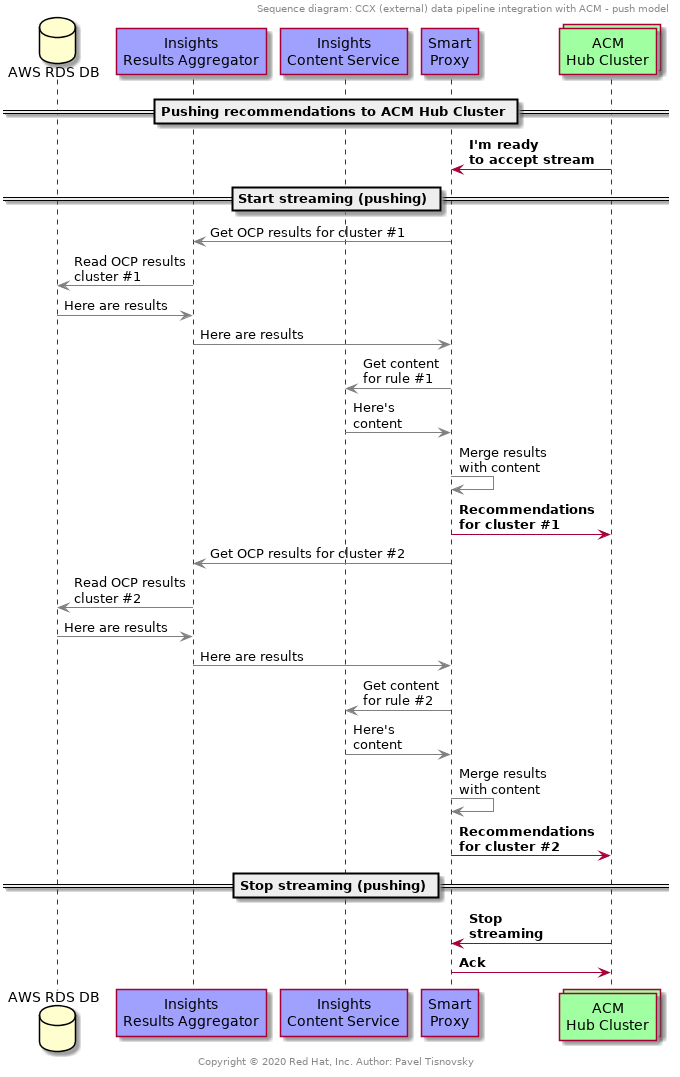 Sequence diagram: CCX (external) data pipeline integration with ACM - push model
AWS RDS DB
Insights
Results Aggregator
Insights
Content Service
Smart
Proxy
ACM
Hub Cluster
Pushing recommendations to ACM Hub Cluster
I'm ready
to accept stream
Start streaming (pushing)
Get OCP results for cluster #1
Read OCP results
cluster #1
Here are results
Here are results
Get content
for rule #1
Here's
content
Merge results
with content
Recommendations
for cluster #1
Get OCP results for cluster #2
Read OCP results
cluster #2
Here are results
Here are results
Get content
for rule #2
Here's
content
Merge results
with content
Recommendations
for cluster #2
Stop streaming (pushing)
Stop
streaming
Ack
AWS RDS DB
Insights
Results Aggregator
Insights
Content Service
Smart
Proxy
ACM
Hub Cluster
Copyright © 2020 Red Hat, Inc. Author: Pavel Tisnovsky